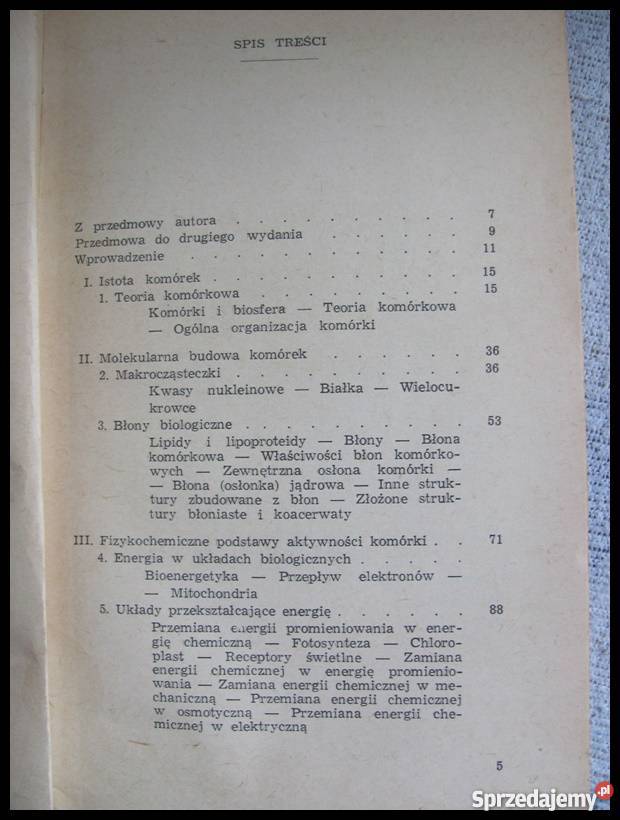 SPIS TREŚCI
Z przedmowy autora . . . . . . . . . . 7
Przedmowa do drugiego wydania . . . . . . 9
Wprowadzenie . . . . . . . . . . . 11
I. Istota komórek . . . . . . . . . . 15
1. Teoria komórkowa . . . . . . . . 15
Komórki i biosfera — Teoria komórkowa
— Ogólna organizacja komórki
II. Molekularna budowa komórek . . . . . . 36
2. Makrocząsteczki . . . . . . . . . . 36
Kwasy nukleinowe — Białka — Wielocu-
krowce
3. Błony biologiczne . . . . . . . . . . 53
Lipidy i lipoproteidy — Błony — Błona
komórkowa — Właściwości błon komórko-
wych — Zewnętrzna osłona komórki —
— Błona (osłonka) jądrowa — Inne struk-
tury zbudowane z błon — Złożone struk-
tury błoniaste i koacerwaty
III. Fizykochemiczne podstawy aktywności komórki . . 71
4. Energia w układach biologicznych . . . . .
Bioenergetyka — Przepływ elektronów —
— Mitochondria
5. Układy przekształcające energię . . . . . . 88
Przemiana energii promieniowania w ener-
gię chemiczną — Fotosynteza — Chloro-
plast — Receptory świetlne — Zamiana
energii chemicznej w energię promienio-
wania — Zamiana energii chemicznej w me-
chaniczną — Przemiana energii chemicznej
w osmotyczną — Przemiana energii che-
micznej w elektryczną
5
Sprzedajemy.pl